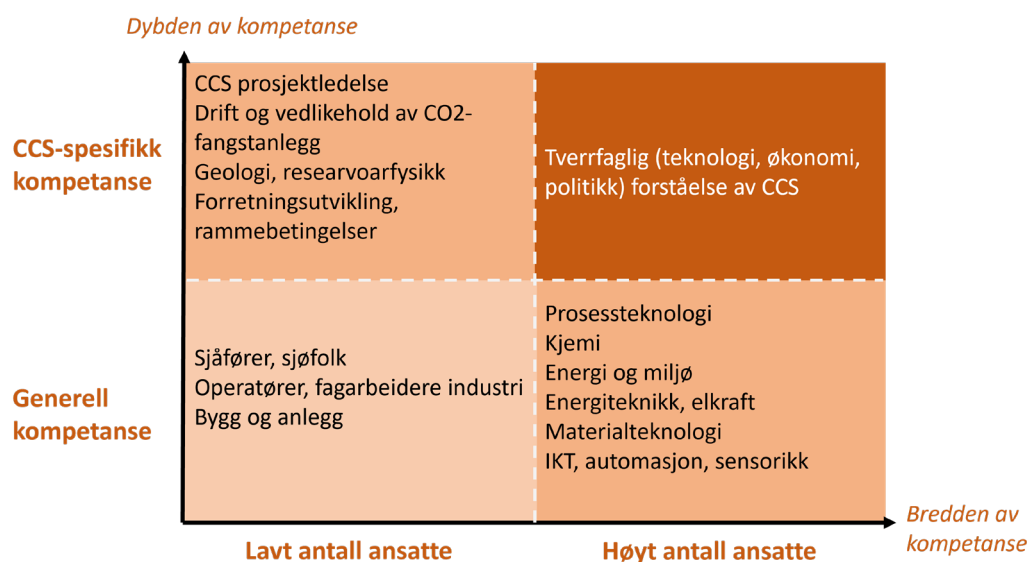 Dybden av kompetanse
CCS-spesifikk
kompetanse
CCS prosjektledelse
Drift og vedlikehold av CO2-
fangstanlegg
Geologi, researvoarfysikk
Forretningsutvikling,
rammebetingelser
Tverrfaglig (teknologi, økonomi,
politikk) forståelse av CCS
Generell
kompetanse
Sjåfører, sjøfolk
Operatører, fagarbeidere industri
Bygg og anlegg
Prosessteknologi
Kjemi
Energi og miljø
Energiteknikk, elkraft
Materialteknologi
IKT, automasjon, sensorikk
Lavt antall ansatte
Høyt antall ansatte
Bredden av
kompetanse